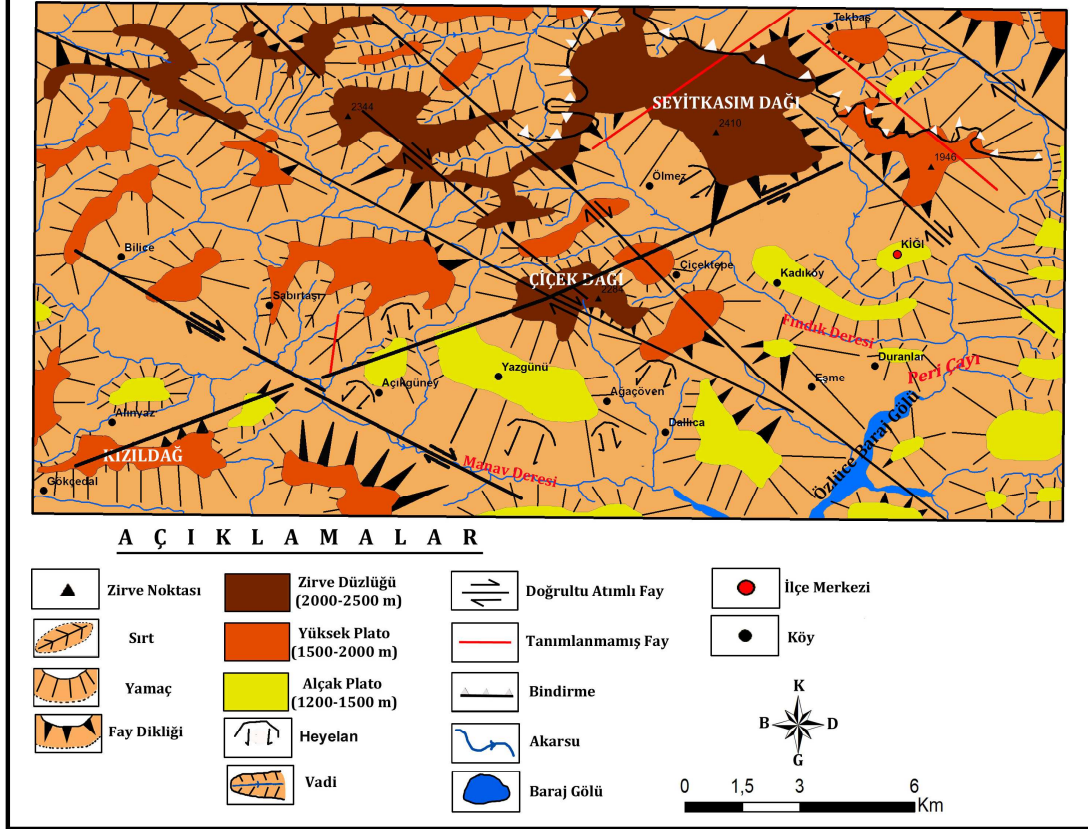 Tekbaş
2344
SEYİTKASIM DAĞI
2410
1946
Ölmez
Bilice
KİĞI
Çiçektepe
ÇİÇEK DAĞI
Kadıköy
Sabırtaşı
Fındık Deresi
Duranlar
Peri Çayı
Yazgünü
Açıkgüney
Eşme
Ağaçöven
Alınyaz
Dallıca
KIZILDAĞ
Manav Deresi
Özlüce Baraj Gölü
Gökçedal
AÇIKLAMALAR
Zirve Noktası
Zirve Düzlüğü
(2000-2500 m)
Doğrultu Atımlı Fay
İlçe Merkezi
Sırt
Yüksek Plato
(1500-2000 m)
Tanımlanmamış Fay
Köy
Yamaç
Alçak Plato
(1200-1500 m)
Bindirme
K
B
D
G
Fay Dikliği
Heyelan
Akarsu
Vadi
Baraj Gölü
0 1,5 3 6
Km